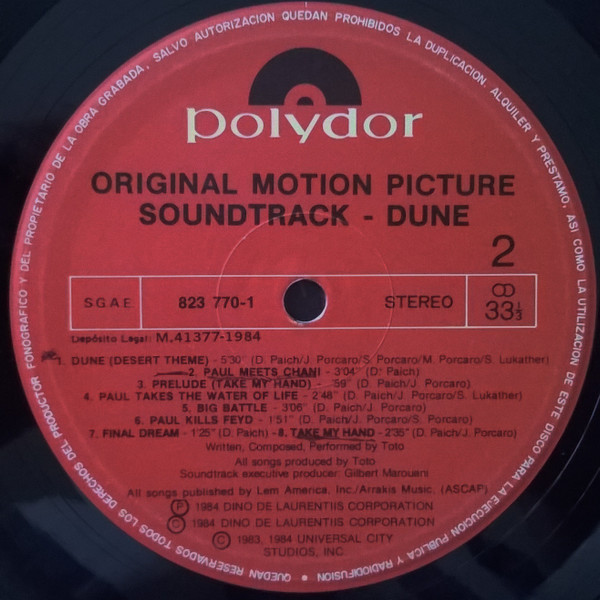 QUEDAN RESERVADOS TODOS LOS DERECHOS DEL PRODUCTOR FONOGRAFICO Y DEL PROPIETARIO DE LA OBRA GRABADA, SALVO AUTORIZACION QUEDAN PROHIBIDOS LA DUPLICACION, ALQUILER Y PRESTAMO, ASI COMO LA UTILIZACION DE ESTE DISCO PARA LA EJECUCION PUBLICA Y RADIODIFUSION •
polydor
ORIGINAL MOTION PICTURE
SOUNDTRACK - DUNE
2
S.G.A.E. 823 770-1 STEREO 33 1/3
Depósito Legal: M.41377-1984
1. DUNE (DESERT THEME) - 5'30" (D. Paich/J. Porcaro/S. Porcaro/M. Porcaro/S. Lukather)
2. PAUL MEETS CHANI - 3'04" (D. Paich)
3. PRELUDE (TAKE MY HAND) - 59" (D. Paich/J. Porcaro)
4. PAUL TAKES THE WATER OF LIFE - 2'48" (D. Paich/J. Porcaro/S. Lukather)
5. BIG BATTLE - 3'06" (D. Paich/J. Porcaro)
6. PAUL KILLS FEYD - 1'51" (D. Paich/J. Porcaro)
7. FINAL DREAM - 1'25" (D. Paich) - 8. TAKE MY HAND - 2'35" (D. Paich/J. Porcaro)
Written, Composed, Performed by Toto
All songs produced by Toto
Soundtrack executive producer: Gilbert Marouani
All songs published by Lem America, Inc./Arrakis Music. (ASCAP)
Ⓟ 1984 DINO DE LAURENTIIS CORPORATION
© 1984 DINO DE LAURENTIIS CORPORATION
© 1983, 1984 UNIVERSAL CITY
STUDIOS, INC.